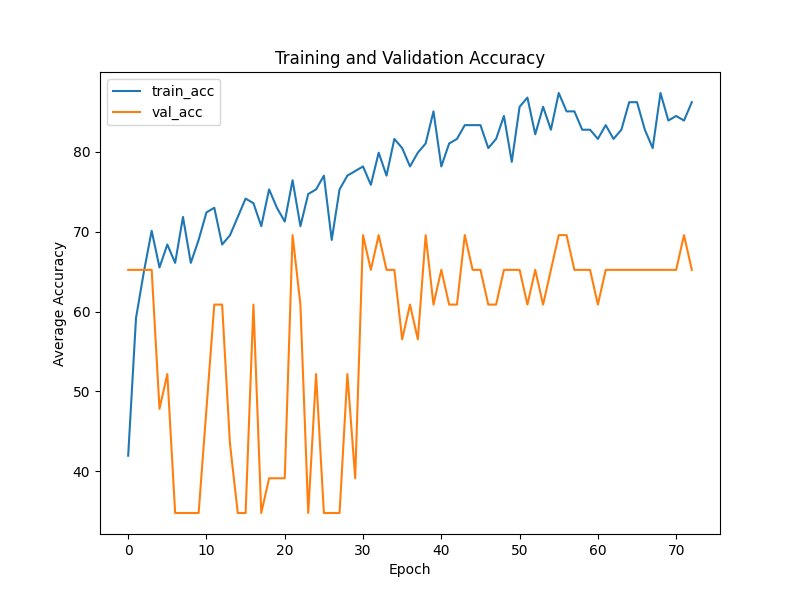 Training and Validation Accuracy
train_acc
val_acc
Average Accuracy
80
70
60
50
40
0 10 20 30 40 50 60 70
Epoch